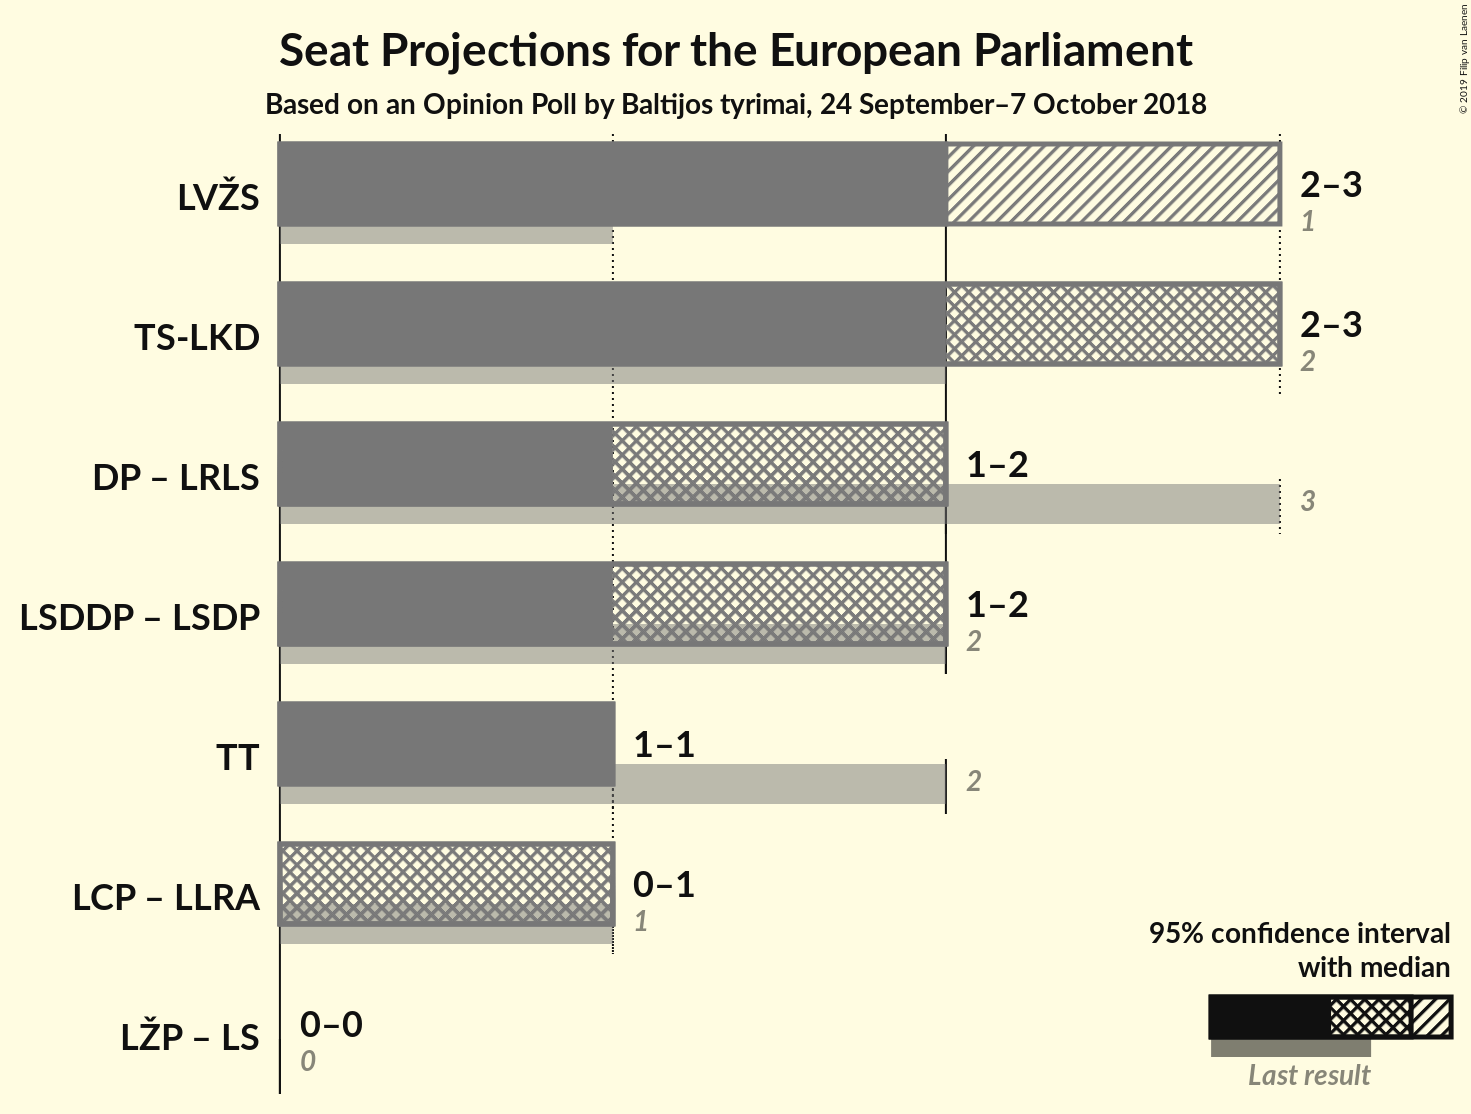 Seat Projections for the European Parliament
Based on an Opinion Poll by Baltijos tyrimai, 24 September–7 October 2018
© 2019 Filip van Laenen
LVŽS
2–3
1
TS-LKD
2–3
2
DP – LRLS
1–2
3
LSDDP – LSDP
1–2
2
TT
1–1
2
LCP – LLRA
0–1
1
LŽP – LS
0–0
0
95% confidence interval
with median
Last result